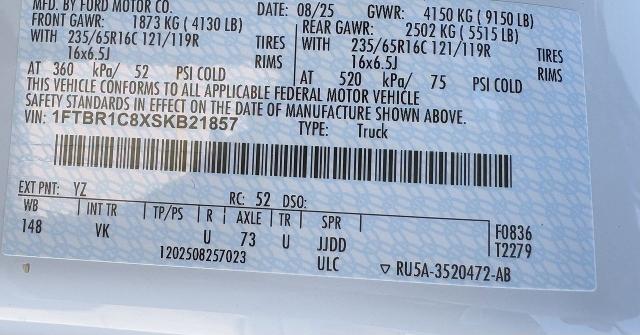 MFD. BY FORD MOTOR CO. DATE: 08/25 GVWR: 4150 KG (9150 LB)
FRONT GAWR: 1873 KG (4130 LB) REAR GAWR: 2502 KG (5515 LB)
WITH 235/65R16C 121/119R TIRES WITH 235/65R16C 121/119R TIRES
16x6.5J RIMS 16x6.5J RIMS
AT 360 kPa/ 52 PSI COLD AT 520 kPa/ 75 PSI COLD
THIS VEHICLE CONFORMS TO ALL APPLICABLE FEDERAL MOTOR VEHICLE
SAFETY STANDARDS IN EFFECT ON THE DATE OF MANUFACTURE SHOWN ABOVE.
VIN: 1FTBR1C8XSKB21857 TYPE: Truck
EXT PNT: YZ RC: 52 DSO:
WB INT TR TP/PS R AXLE TR SPR F0836
148 VK U 73 U JJDD T2279
1202508257023 ULC ▽ RU5A-3520472-AB